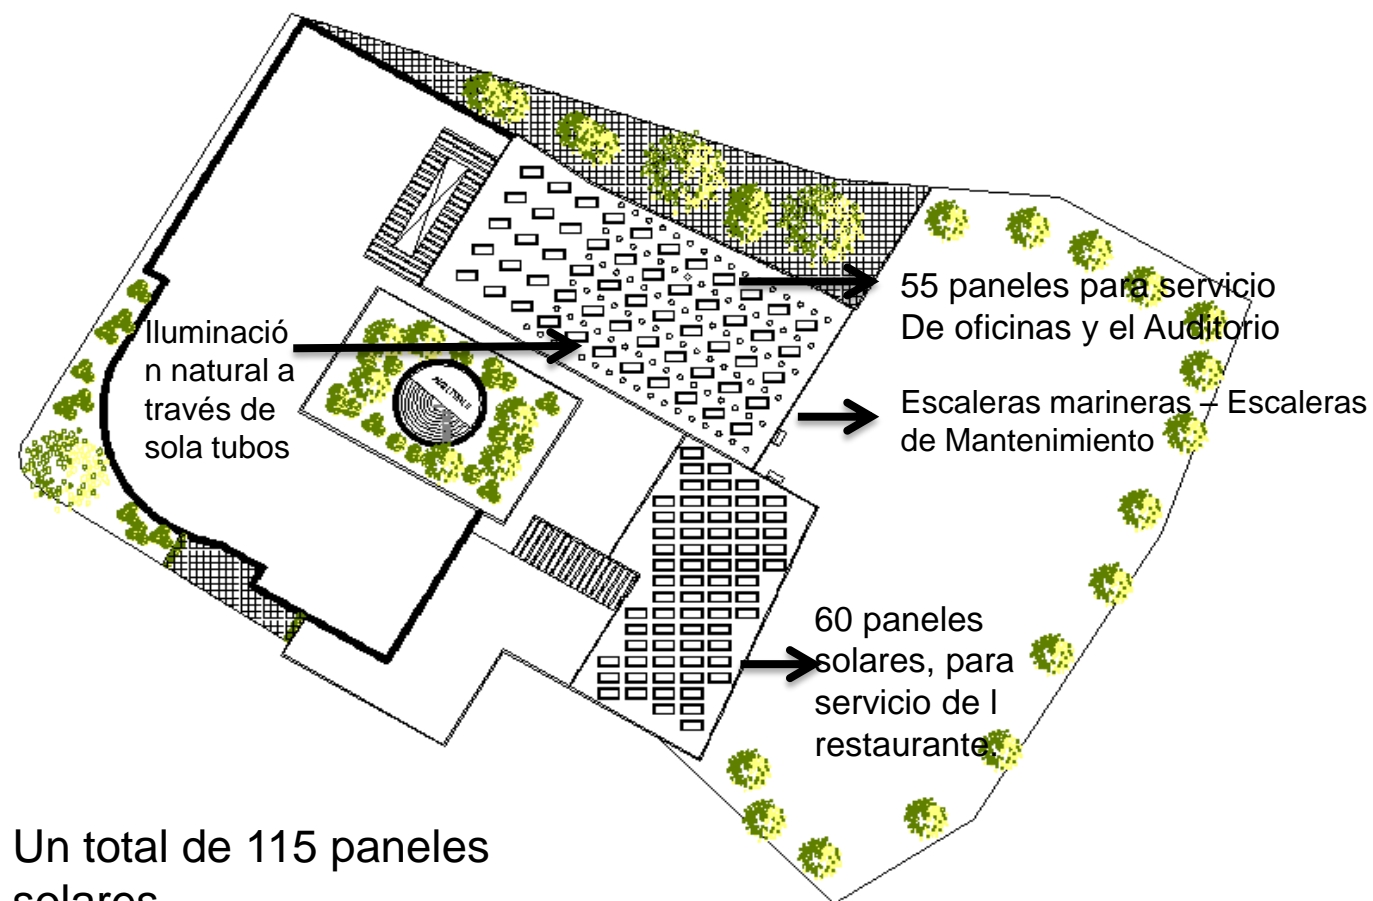 Iluminació
n natural a
través de
sola tubos
55 paneles para servicio
De oficinas y el Auditorio
Escaleras marineras – Escaleras
de Mantenimiento
60 paneles
solares, para
servicio de l
restaurante.
Un total de 115 paneles
solares